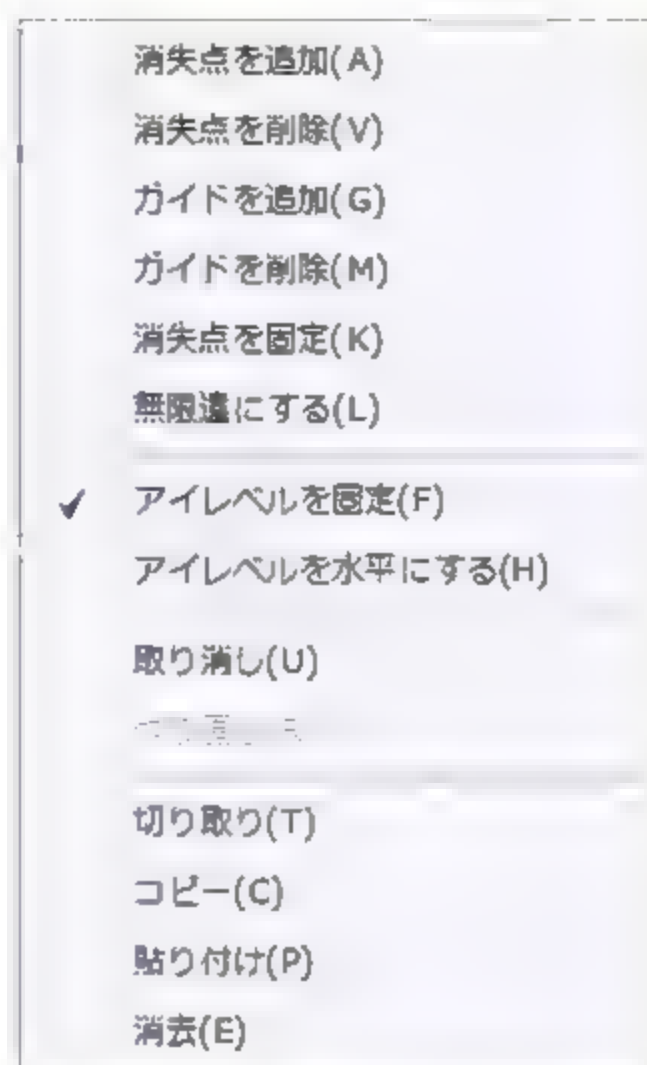 消失点を追加(A)
消失点を削除(V)
ガイドを追加(G)
ガイドを削除(M)
消失点を固定(K)
無限遠にする(L)
アイレベルを固定(F)
アイレベルを水平にする(H)
取り消し(U)
切り取り(T)
コピー(C)
貼り付け(P)
消去(E)